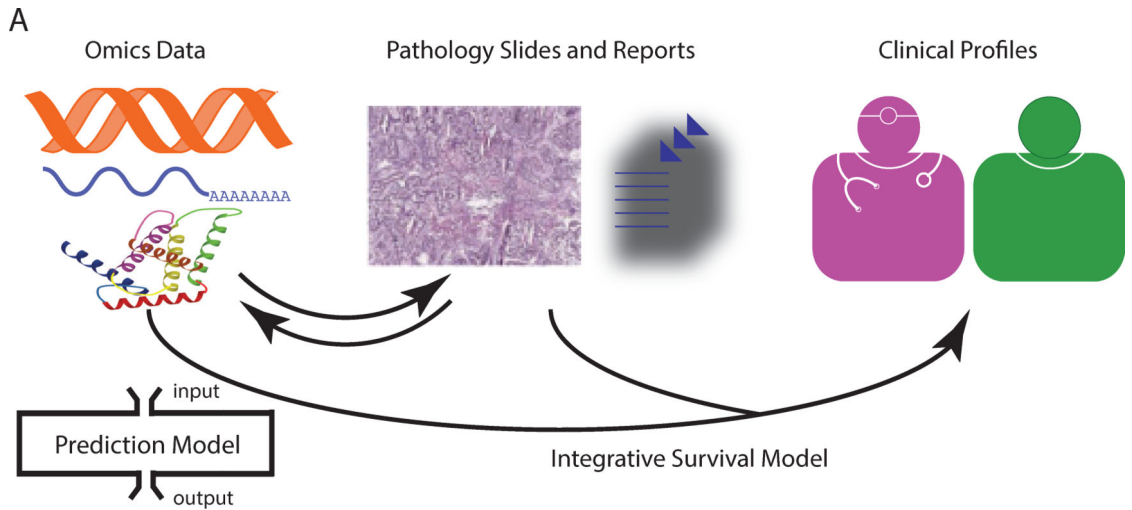 A
Omics Data
Pathology Slides and Reports
Clinical Profiles
AAAAAAAA
input
Prediction Model
output
Integrative Survival Model